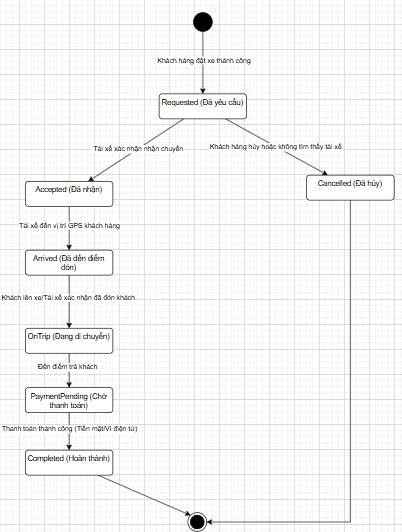 Khách hàng đặt xe thành công
Requested (Đã yêu cầu)
Tài xế xác nhận nhận chuyến
Khách hàng hủy hoặc không tìm thấy tài xế
Accepted (Đã nhận)
Cancelled (Đã hủy)
Tài xế đến vị trí GPS khách hàng
Arrived (Đã đến điểm
đón)
Khách lên xe/Tài xế xác nhận đã đón khách
OnTrip (Đang di chuyển)
Đến điểm trả khách
PaymentPending (Chờ
thanh toán)
Thanh toán thành công (Tiền mặt/Ví điện tử)
Completed (Hoàn thành)